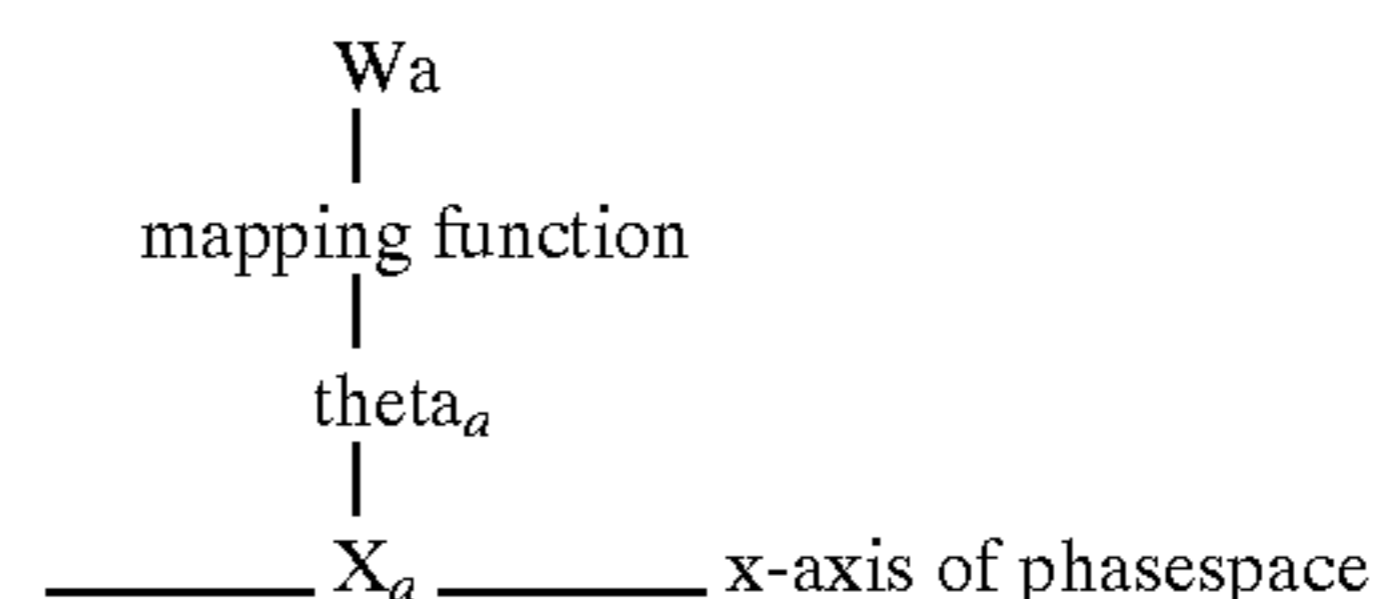 Wa
mapping function
theta_a
X_a x-axis of phasespace